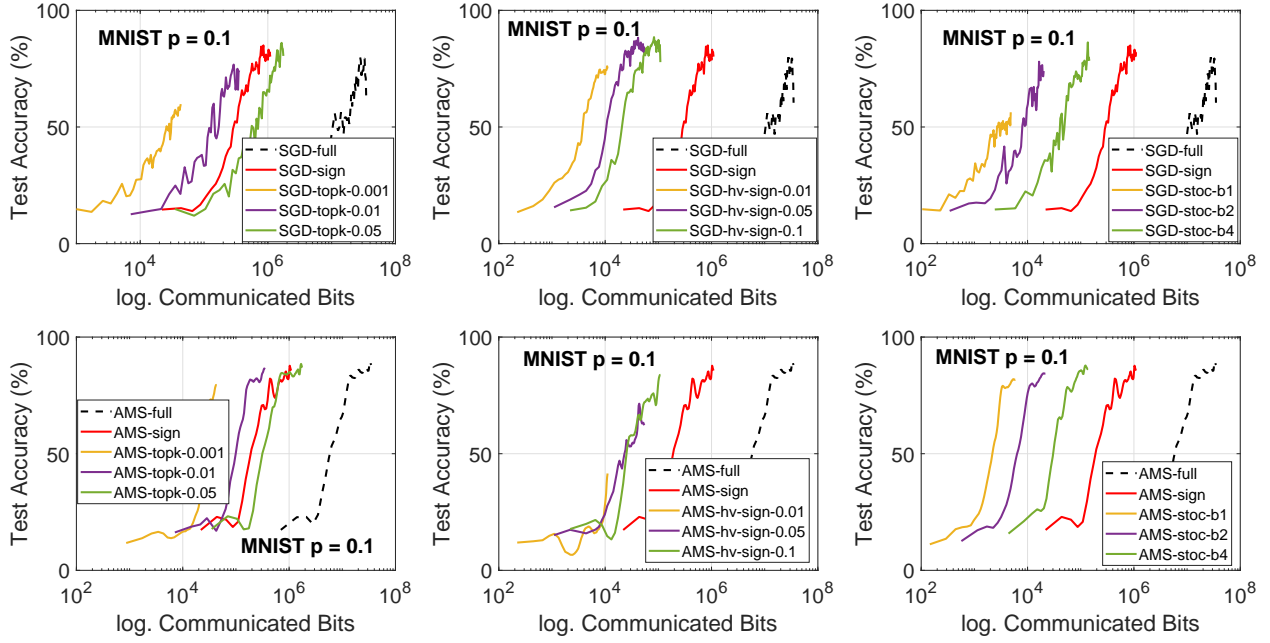 MNIST p = 0.1
Test Accuracy (%)
100
50
0
SGD-full
SGD-sign
SGD-topk-0.001
SGD-topk-0.01
SGD-topk-0.05
10^4 10^6 10^8
log. Communicated Bits
MNIST p = 0.1
Test Accuracy (%)
100
50
0
SGD-full
SGD-sign
SGD-hv-sign-0.01
SGD-hv-sign-0.05
SGD-hv-sign-0.1
10^2 10^4 10^6 10^8
log. Communicated Bits
MNIST p = 0.1
Test Accuracy (%)
100
50
0
SGD-full
SGD-sign
SGD-stoc-b1
SGD-stoc-b2
SGD-stoc-b4
10^2 10^4 10^6 10^8
log. Communicated Bits
Test Accuracy (%)
100
50
0
AMS-full
AMS-sign
AMS-topk-0.001
AMS-topk-0.01
AMS-topk-0.05
MNIST p = 0.1
10^2 10^4 10^6 10^8
log. Communicated Bits
MNIST p = 0.1
Test Accuracy (%)
100
50
0
AMS-full
AMS-sign
AMS-hv-sign-0.01
AMS-hv-sign-0.05
AMS-hv-sign-0.1
10^2 10^4 10^6 10^8
log. Communicated Bits
MNIST p = 0.1
Test Accuracy (%)
100
50
0
AMS-full
AMS-sign
AMS-stoc-b1
AMS-stoc-b2
AMS-stoc-b4
10^2 10^4 10^6 10^8
log. Communicated Bits